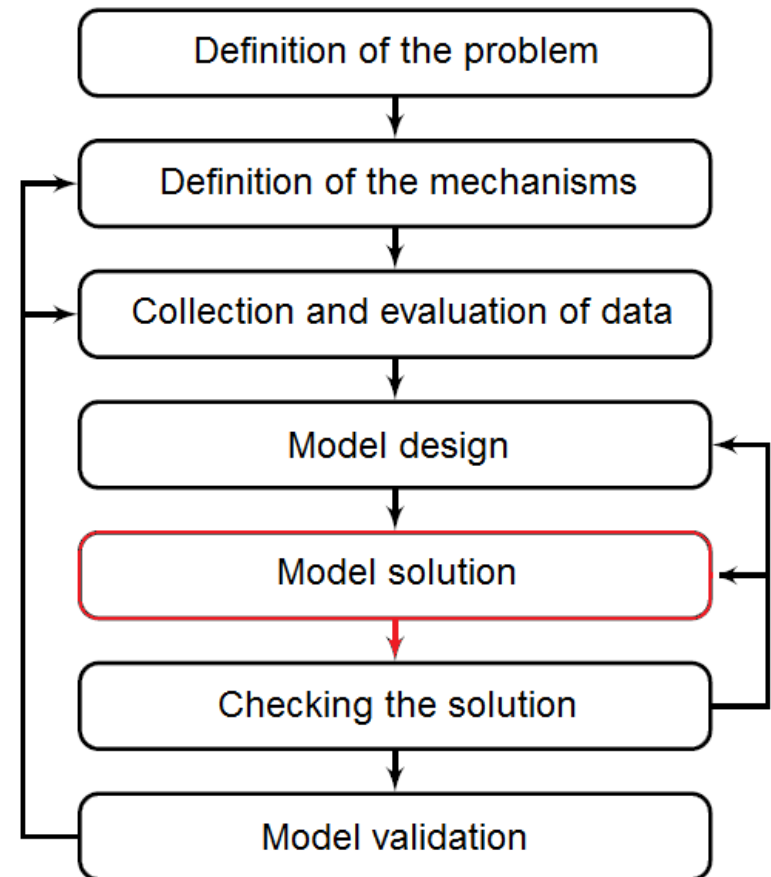 Definition of the problem
Definition of the mechanisms
Collection and evaluation of data
Model design
Model solution
Checking the solution
Model validation